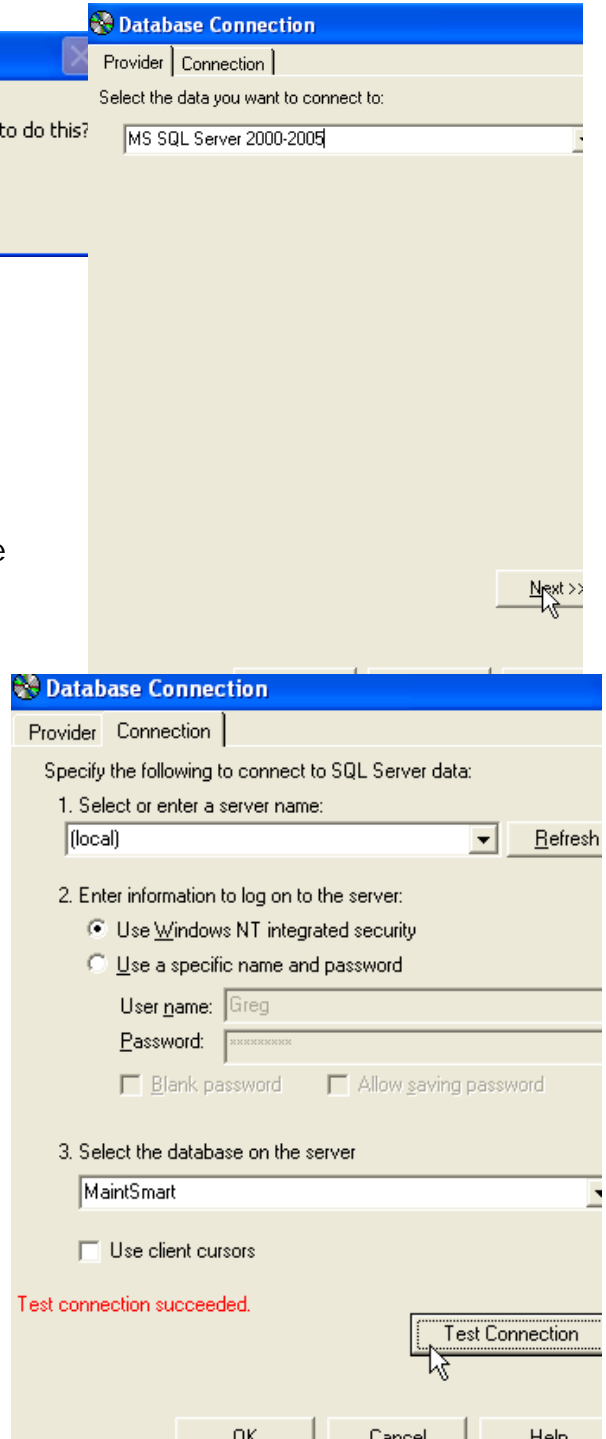 Database Connection
Provider Connection
to do this?
Select the data you want to connect to:
MS SQL Server 2000-2005
e
Next >>
Database Connection
Provider Connection
Specify the following to connect to SQL Server data:
1. Select or enter a server name:
(local) Refresh
2. Enter information to log on to the server:
Use Windows NT integrated security
Use a specific name and password
User name: Greg
Password: xxxxxxxxx
Blank password Allow saving password
3. Select the database on the server
MaintSmart
Use client cursors
Test connection succeeded.
Test Connection
OK Cancel Help